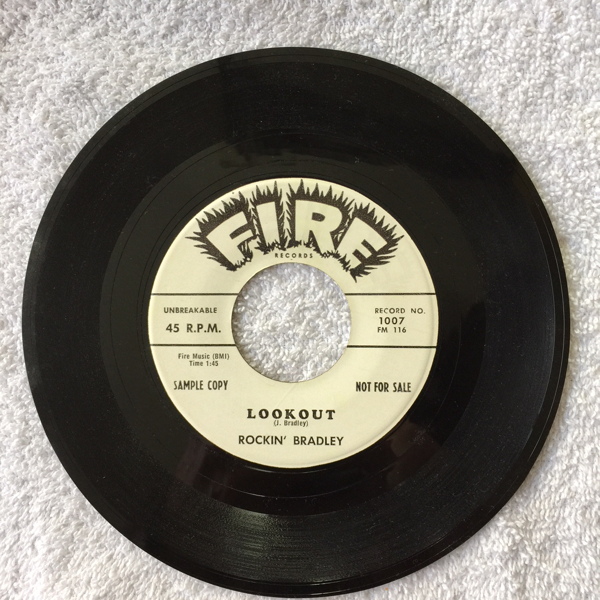 FIRE
RECORDS
UNBREAKABLE
45 R.P.M.
RECORD NO.
1007
FM 116
Fire Music (BMI)
Time 1:45
SAMPLE COPY
NOT FOR SALE
LOOKOUT
(J. Bradley)
ROCKIN' BRADLEY